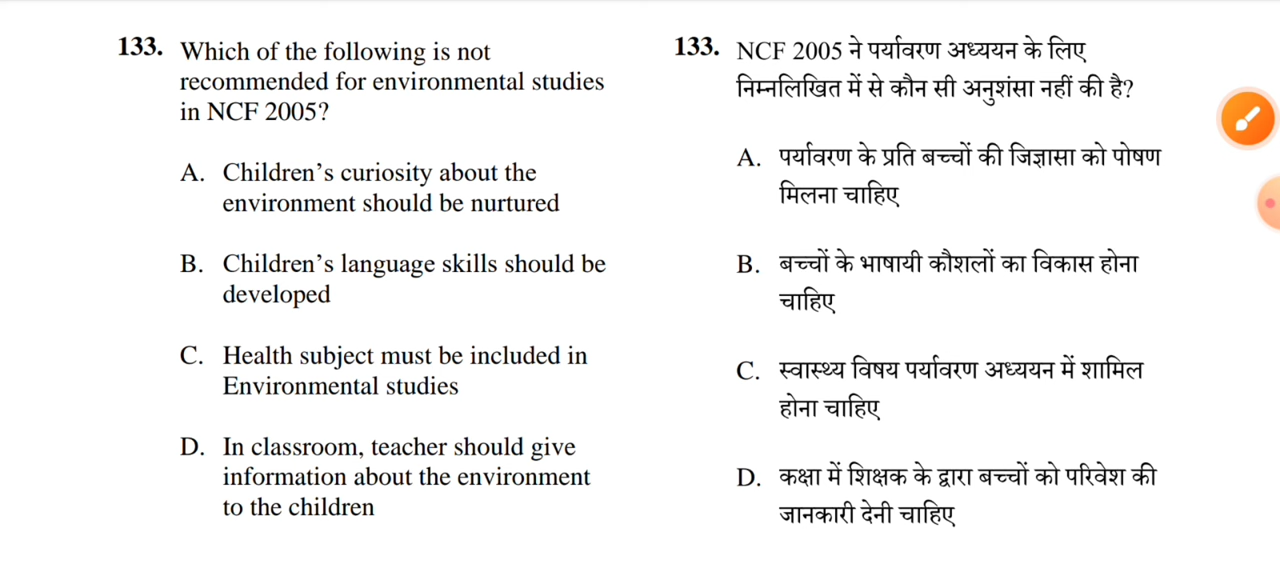 133. Which of the following is not
recommended for environmental studies
in NCF 2005?
A. Children's curiosity about the
environment should be nurtured
B. Children's language skills should be
developed
C. Health subject must be included in
Environmental studies
D. In classroom, teacher should give
information about the environment
to the children
133. NCF 2005 ने पर्यावरण अध्ययन के लिए
निम्नलिखित में से कौन सी अनुशंसा नहीं की है?
A. पर्यावरण के प्रति बच्चों की जिज्ञासा को पोषण
मिलना चाहिए
B. बच्चों के भाषायी कौशलों का विकास होना
चाहिए
C. स्वास्थ्य विषय पर्यावरण अध्ययन में शामिल
होना चाहिए
D. कक्षा में शिक्षक के द्वारा बच्चों को परिवेश की
जानकारी देनी चाहिए